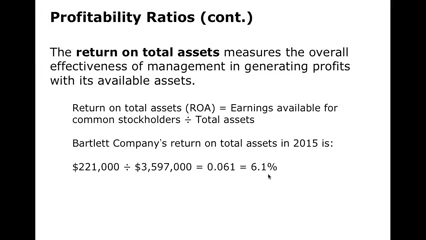 Profitability Ratios (cont.)
The return on total assets measures the overall
effectiveness of management in generating profits
with its available assets.
Return on total assets (ROA) = Earnings available for
common stockholders ÷ Total assets
Bartlett Company's return on total assets in 2015 is:
$221,000 ÷ $3,597,000 = 0.061 = 6.1%